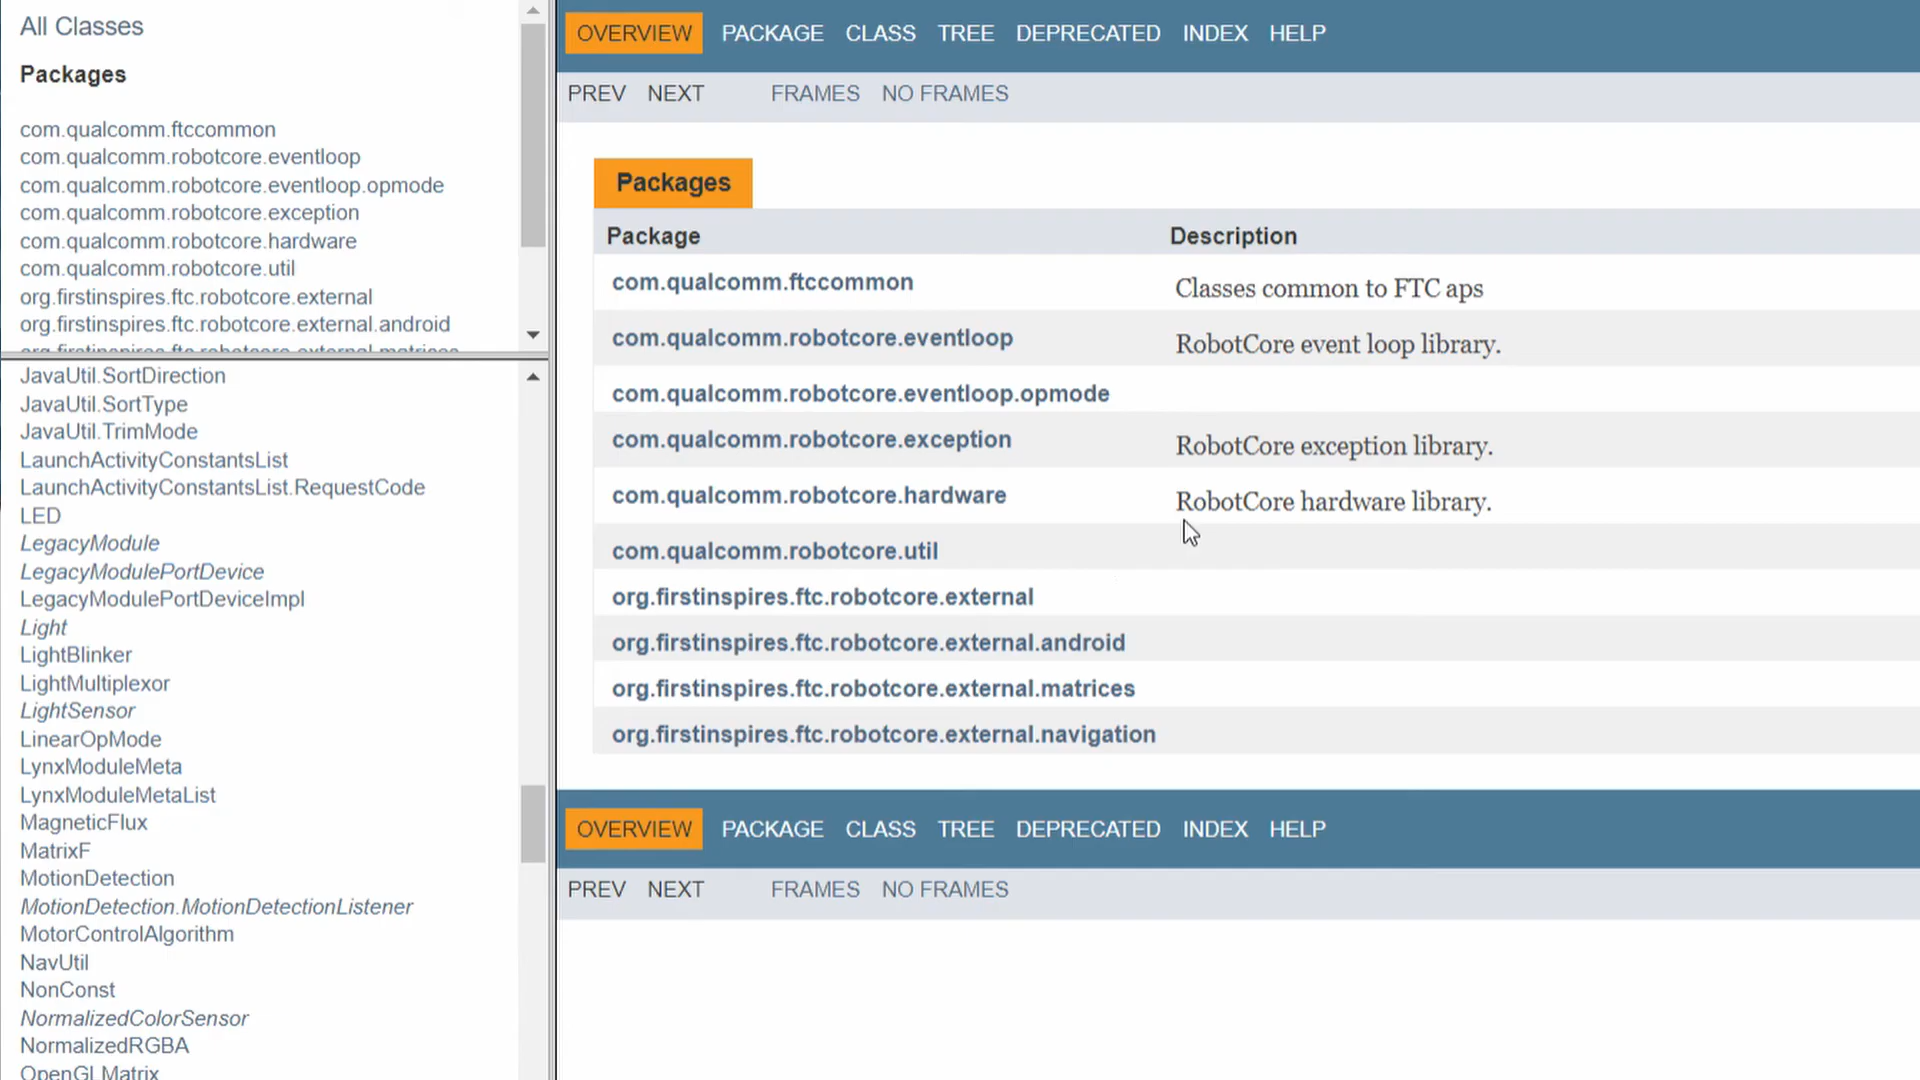 All Classes
Packages
com.qualcomm.ftccommon
com.qualcomm.robotcore.eventloop
com.qualcomm.robotcore.eventloop.opmode
com.qualcomm.robotcore.exception
com.qualcomm.robotcore.hardware
com.qualcomm.robotcore.util
org.firstinspires.ftc.robotcore.external
org.firstinspires.ftc.robotcore.external.android
org.firstinspires.ftc.robotcore.external.matrices
JavaUtil.SortDirection
JavaUtil.SortType
JavaUtil.TrimMode
LaunchActivityConstantsList
LaunchActivityConstantsList.RequestCode
LED
LegacyModule
LegacyModulePortDevice
LegacyModulePortDeviceImpl
Light
LightBlinker
LightMultiplexor
LightSensor
LinearOpMode
LynxModuleMeta
LynxModuleMetaList
MagneticFlux
MatrixF
MotionDetection
MotionDetection.MotionDetectionListener
MotorControlAlgorithm
NavUtil
NonConst
NormalizedColorSensor
NormalizedRGBA
OpenGLMatrix
OVERVIEW PACKAGE CLASS TREE DEPRECATED INDEX HELP
PREV NEXT FRAMES NO FRAMES
Packages
Package Description
com.qualcomm.ftccommon Classes common to FTC aps
com.qualcomm.robotcore.eventloop RobotCore event loop library.
com.qualcomm.robotcore.eventloop.opmode
com.qualcomm.robotcore.exception RobotCore exception library.
com.qualcomm.robotcore.hardware RobotCore hardware library.
com.qualcomm.robotcore.util
org.firstinspires.ftc.robotcore.external
org.firstinspires.ftc.robotcore.external.android
org.firstinspires.ftc.robotcore.external.matrices
org.firstinspires.ftc.robotcore.external.navigation
OVERVIEW PACKAGE CLASS TREE DEPRECATED INDEX HELP
PREV NEXT FRAMES NO FRAMES